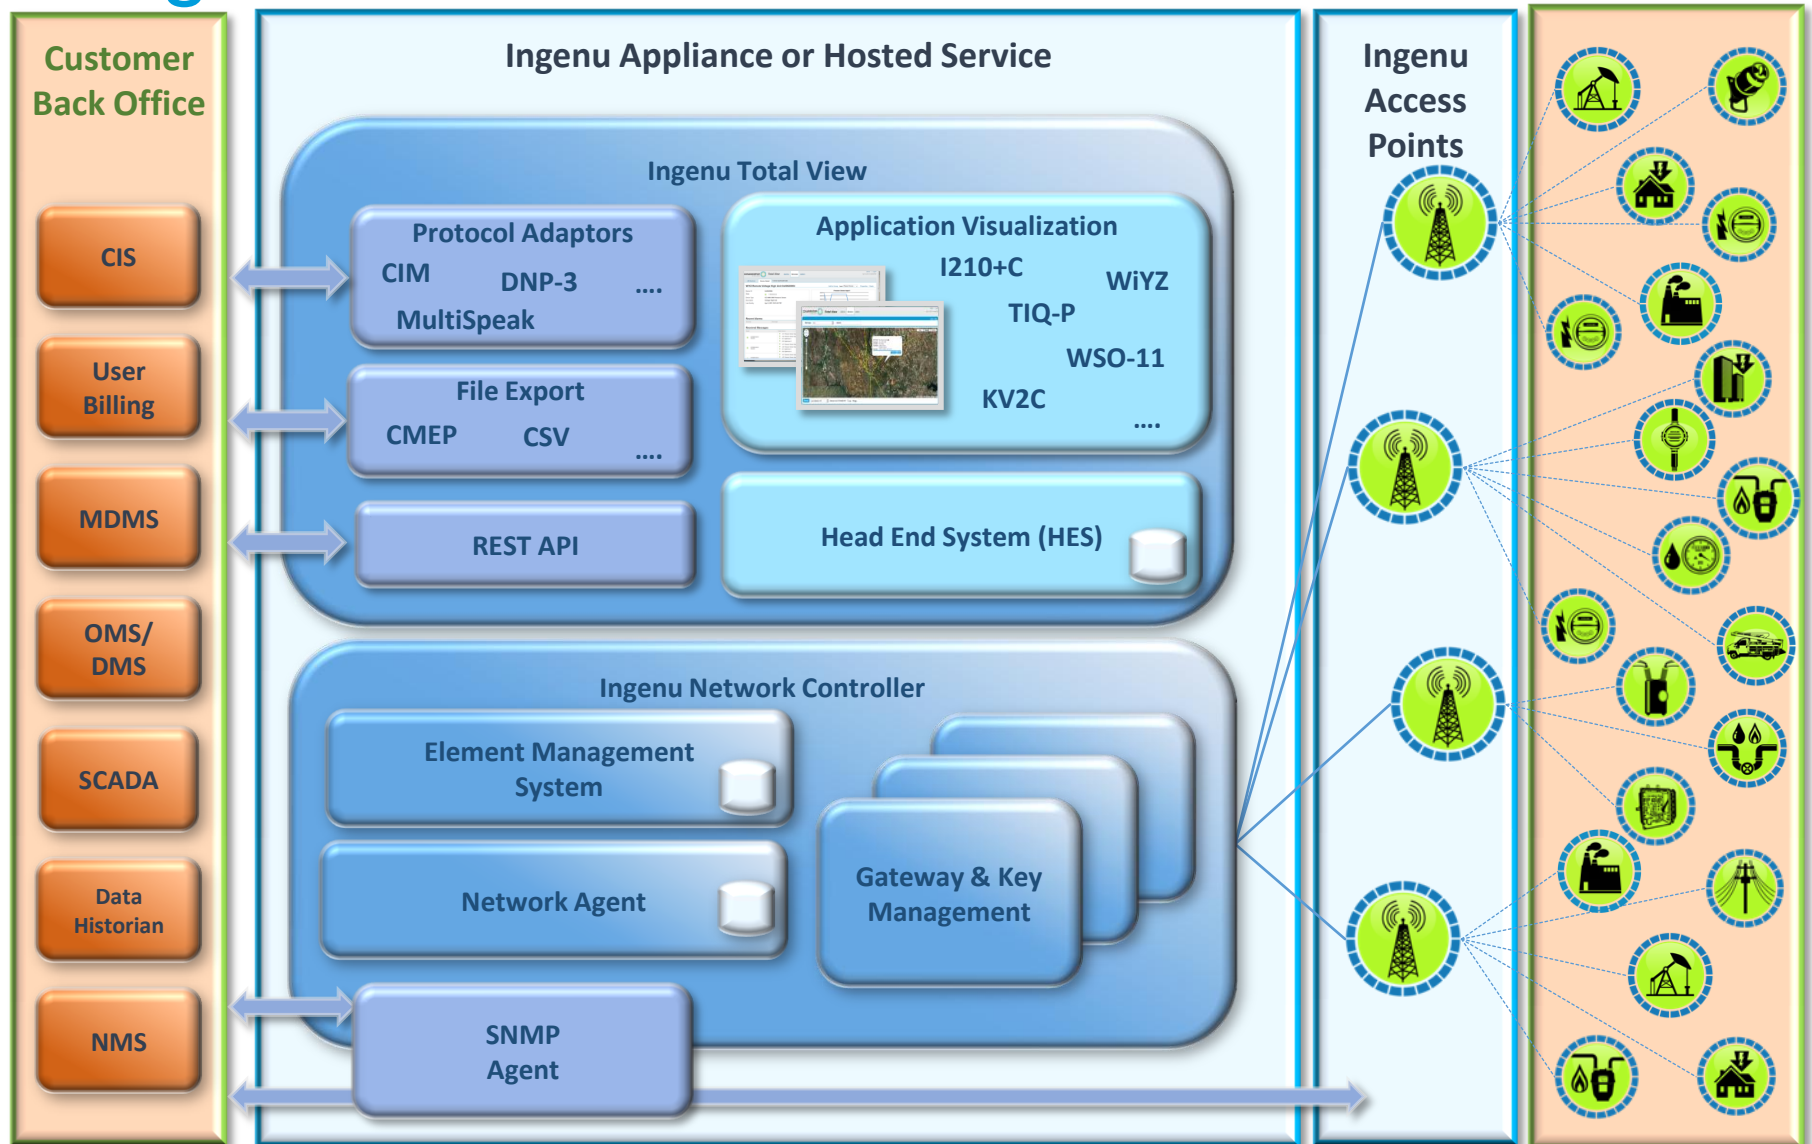 Customer
Back Office
CIS
User
Billing
MDMS
OMS/
DMS
SCADA
Data
Historian
NMS
Ingenu Appliance or Hosted Service
Ingenu Total View
Protocol Adaptors
CIM
DNP-3
....
MultiSpeak
File Export
CMEP
CSV
....
REST API
Application Visualization
I210+C
WiYZ
TIQ-P
WSO-11
KV2C
....
Head End System (HES)
Ingenu Network Controller
Element Management
System
Network Agent
Gateway & Key
Management
SNMP
Agent
Ingenu
Access
Points